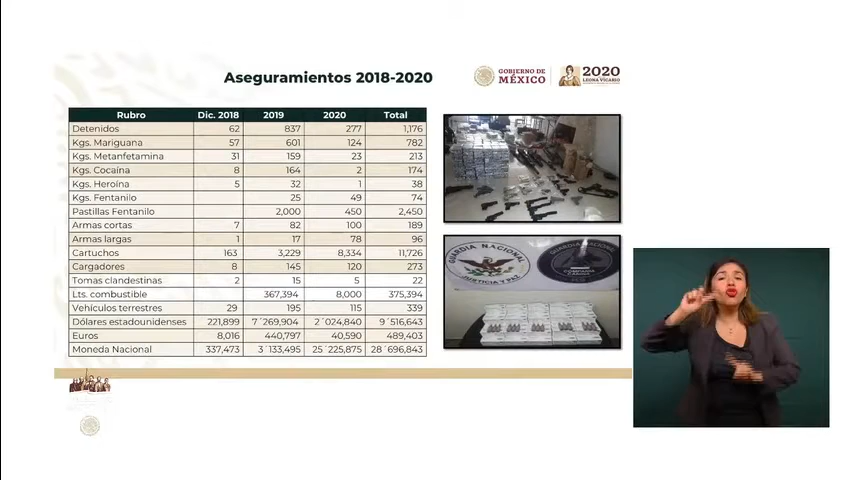 Aseguramientos 2018-2020
GOBIERNO DE
MÉXICO
2020
LEONA VICARIO
Rubro Dic. 2018 2019 2020 Total
Detenidos 62 837 277 1,176
Kgs. Mariguana 57 601 124 782
Kgs. Metanfetamina 31 159 23 213
Kgs. Cocaína 8 164 2 174
Kgs. Heroína 5 32 1 38
Kgs. Fentanilo 25 49 74
Pastillas Fentanilo 2,000 450 2,450
Armas cortas 7 82 100 189
Armas largas 1 17 78 96
Cartuchos 163 3,229 8,334 11,726
Cargadores 8 145 120 273
Tomas clandestinas 2 15 5 22
Lts. combustible 367,394 8,000 375,394
Vehículos terrestres 29 195 115 339
Dólares estadounidenses 221,899 7´269,904 2´024,840 9´516,643
Euros 8,016 440,797 40,590 489,403
Moneda Nacional 337,473 3´133,495 25´225,875 28´696,843
GUARDIA NACIONAL
JUSTICIA Y PAZ
GUARDIA NACIONAL